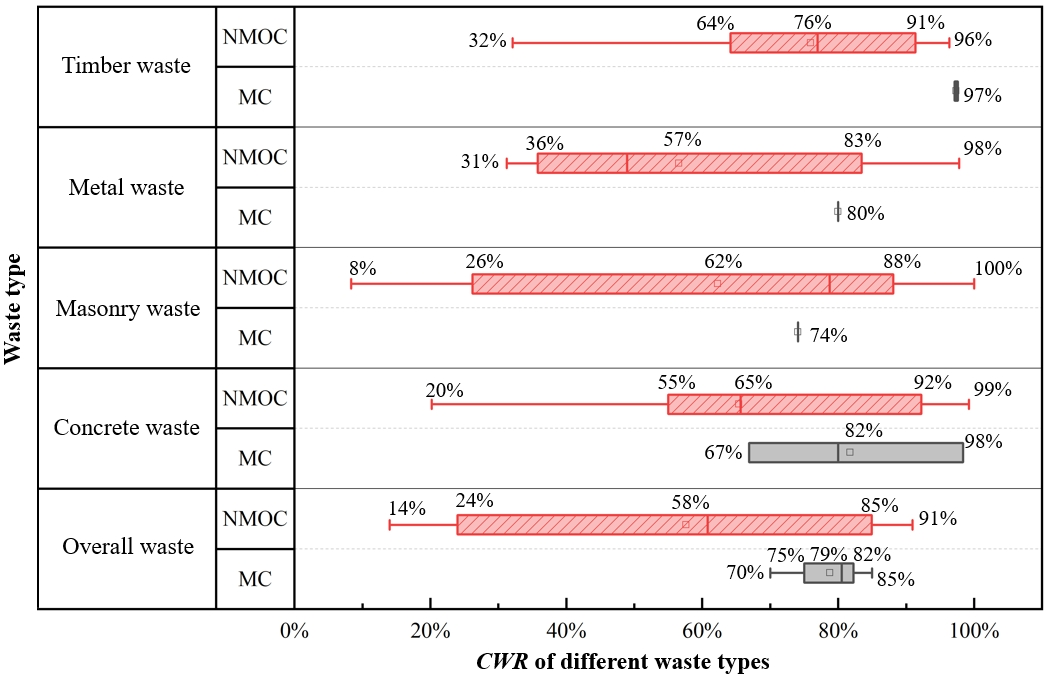 Waste type
Timber waste
NMOC
32%
64%
76%
91%
96%
MC
97%
Metal waste
NMOC
31%
36%
57%
83%
98%
MC
80%
Masonry waste
NMOC
8%
26%
62%
88%
100%
MC
74%
Concrete waste
NMOC
20%
55%
65%
92%
99%
MC
67%
82%
98%
Overall waste
NMOC
14%
24%
58%
85%
91%
MC
70%
75%
79%
82%
85%
0% 20% 40% 60% 80% 100%
CWR of different waste types